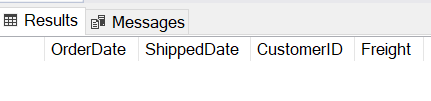 Results Messages
OrderDate ShippedDate CustomerID Freight